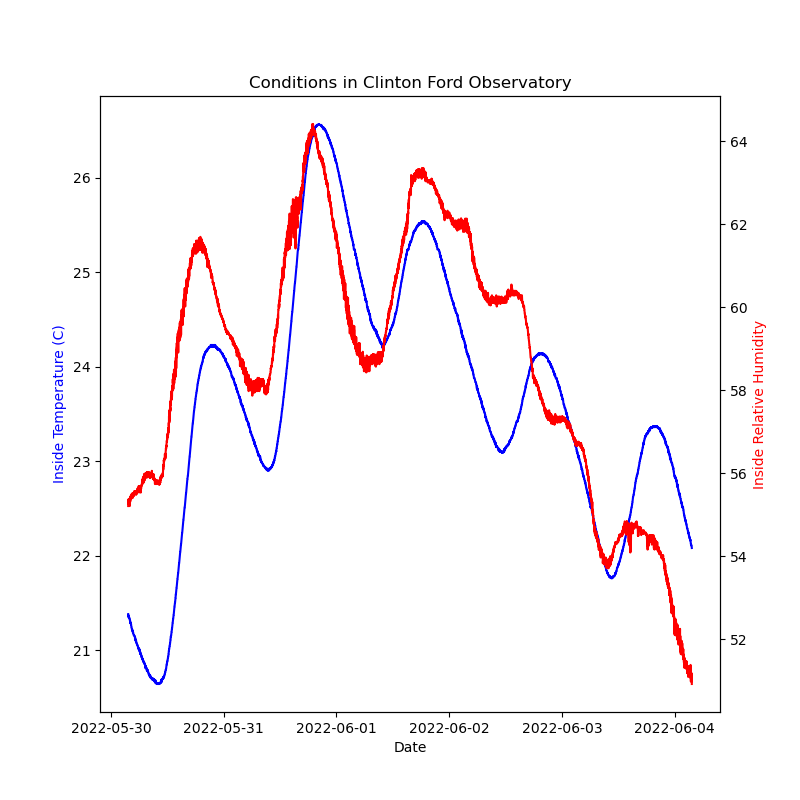 Conditions in Clinton Ford Observatory
Inside Temperature (C)
26
25
24
23
22
21
64
62
60
58
56
54
52
Inside Relative Humidity
2022-05-30 2022-05-31 2022-06-01 2022-06-02 2022-06-03 2022-06-04
Date